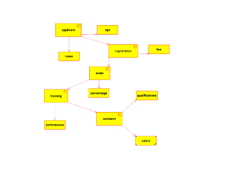 applicant
age
registration
fee
name
exam
percentage
training
qualifications
company
performance
salary